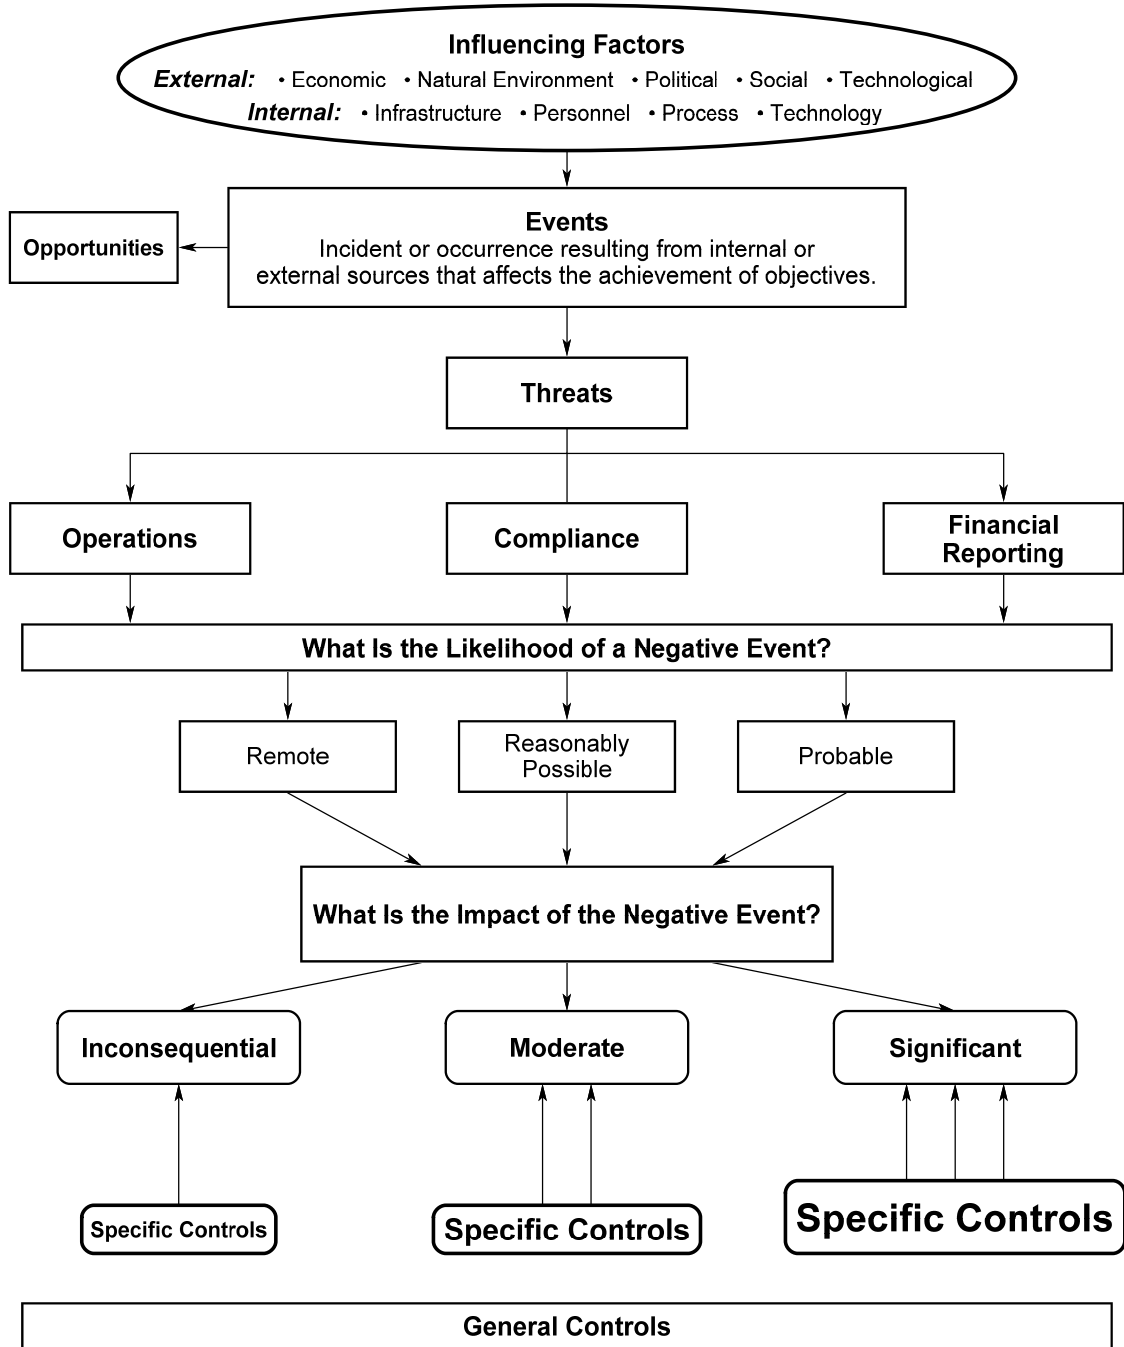 Influencing Factors
External: • Economic • Natural Environment • Political • Social • Technological
Internal: • Infrastructure • Personnel • Process • Technology
Events
Incident or occurrence resulting from internal or
external sources that affects the achievement of objectives.
Opportunities
Threats
Operations
Compliance
Financial
Reporting
What Is the Likelihood of a Negative Event?
Remote
Reasonably
Possible
Probable
What Is the Impact of the Negative Event?
Inconsequential
Moderate
Significant
Specific Controls
Specific Controls
Specific Controls
General Controls